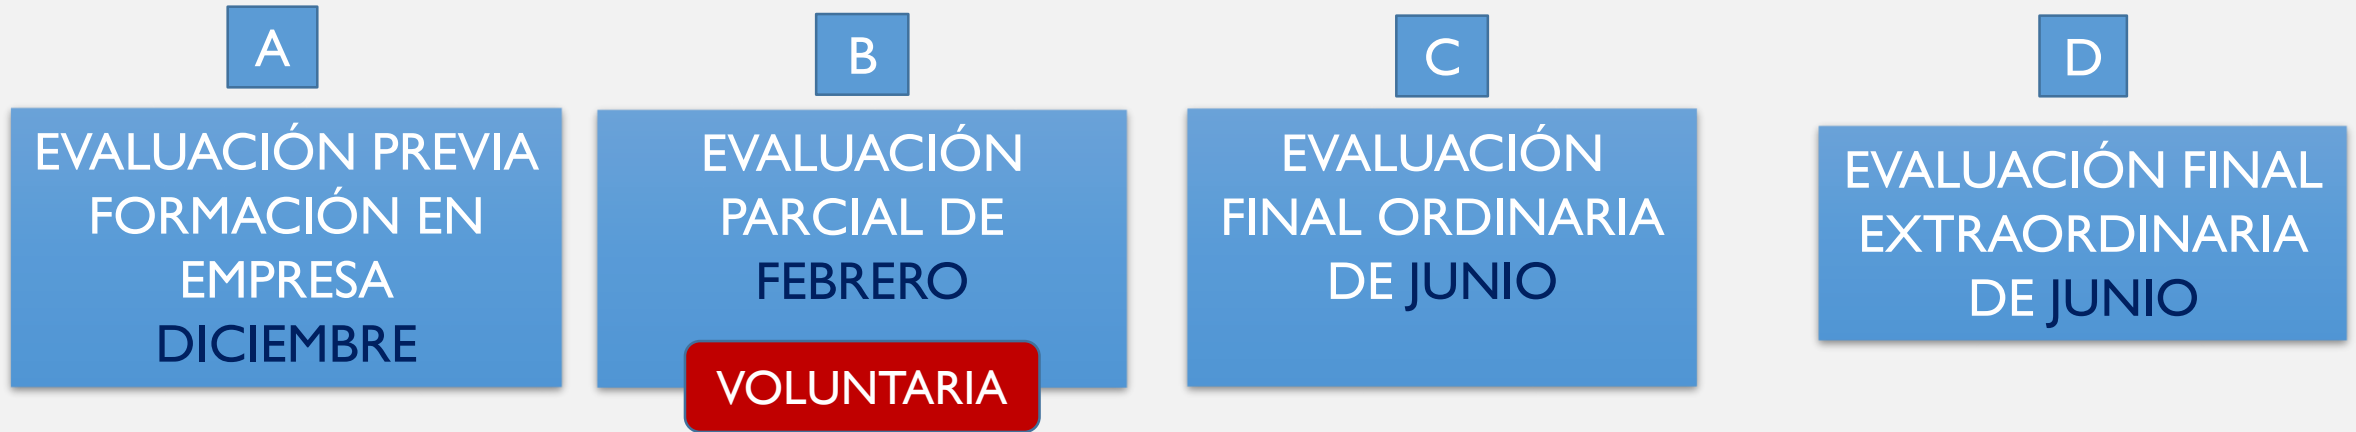 A
EVALUACIÓN PREVIA
FORMACIÓN EN
EMPRESA
DICIEMBRE
B
EVALUACIÓN
PARCIAL DE
FEBRERO
VOLUNTARIA
C
EVALUACIÓN
FINAL ORDINARIA
DE JUNIO
D
EVALUACIÓN FINAL
EXTRAORDINARIA
DE JUNIO